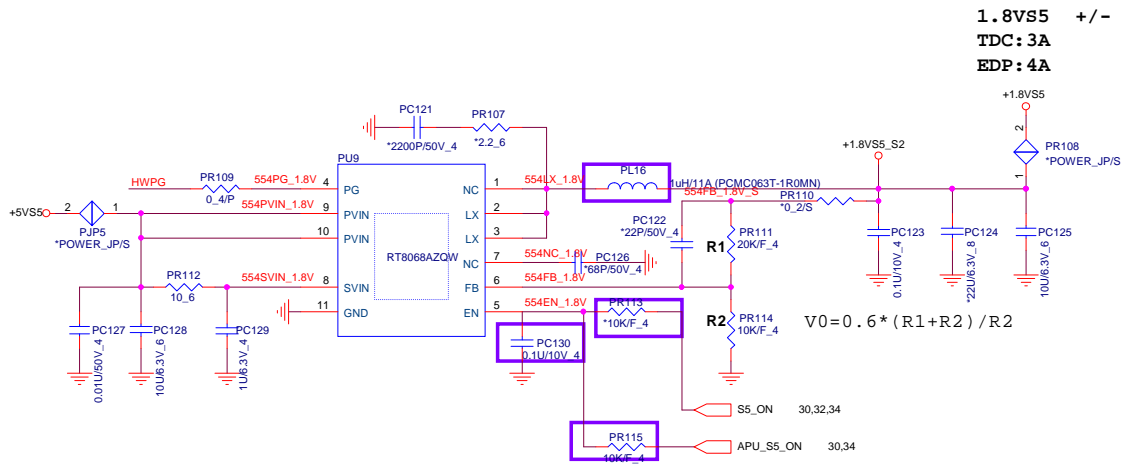 1.8VS5 +/-
TDC:3A
EDP:4A
+1.8VS5
2
PR108
*POWER_JP/S
1
PC121
*2200P/50V_4
PR107
*2.2_6
+1.8VS5_S2
PU9
HWPG
PR109
0_4/P
554PG_1.8V
4
PG
NC
1
554LX_1.8V
PL16
1uH/11A (PCMC063T-1R0MN)
554FB_1.8V_S
PR110
*0_2/S
+5VS5
2
1
PJP5
*POWER_JP/S
554PVIN_1.8V
9
PVIN
LX
2
10
PVIN
LX
3
RT8068AZQW
PC122
*22P/50V_4
R1
PR111
20K/F_4
PC123
0.1U/10V_4
PC124
*22U/6.3V_8
PC125
10U/6.3V_6
NC
7
554NC_1.8V
PC126
*68P/50V_4
PR112
10_6
554SVIN_1.8V
8
SVIN
FB
6
554FB_1.8V
11
GND
EN
5
554EN_1.8V
PR113
*10K/F_4
R2
PR114
10K/F_4
V0=0.6*(R1+R2)/R2
PC127
0.01U/50V_4
PC128
10U/6.3V_6
PC129
1U/6.3V_4
PC130
0.1U/10V_4
S5_ON 30,32,34
PR115
10K/F_4
APU_S5_ON 30,34